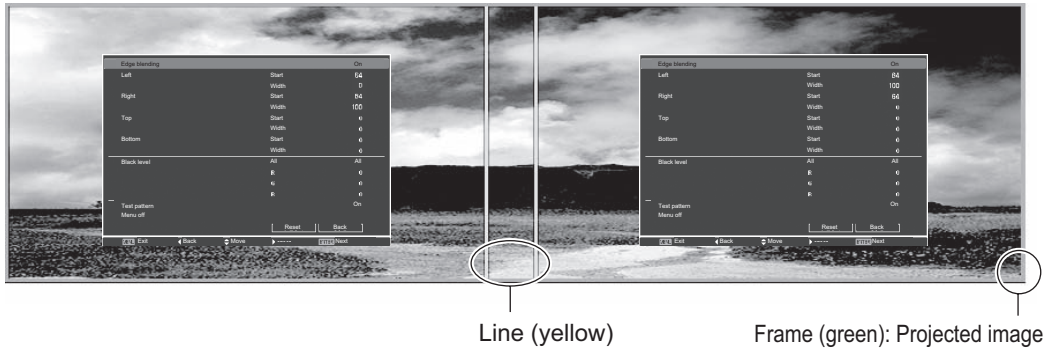 Edge blending On
Left Start 64
Width 0
Right Start 84
Width 100
Top Start 0
Width 0
Bottom Start 0
Width 0
Black level All All
R 0
G 0
R 0
Test pattern On
Menu off
Reset Back
Exit Back Move ----- Next
Edge blending On
Left Start 84
Width 100
Right Start 64
Width 0
Top Start 0
Width 0
Bottom Start 0
Width 0
Black level All All
R 0
G 0
R 0
Test pattern On
Menu off
Reset Back
Exit Back Move ----- Next
Line (yellow)
Frame (green): Projected image